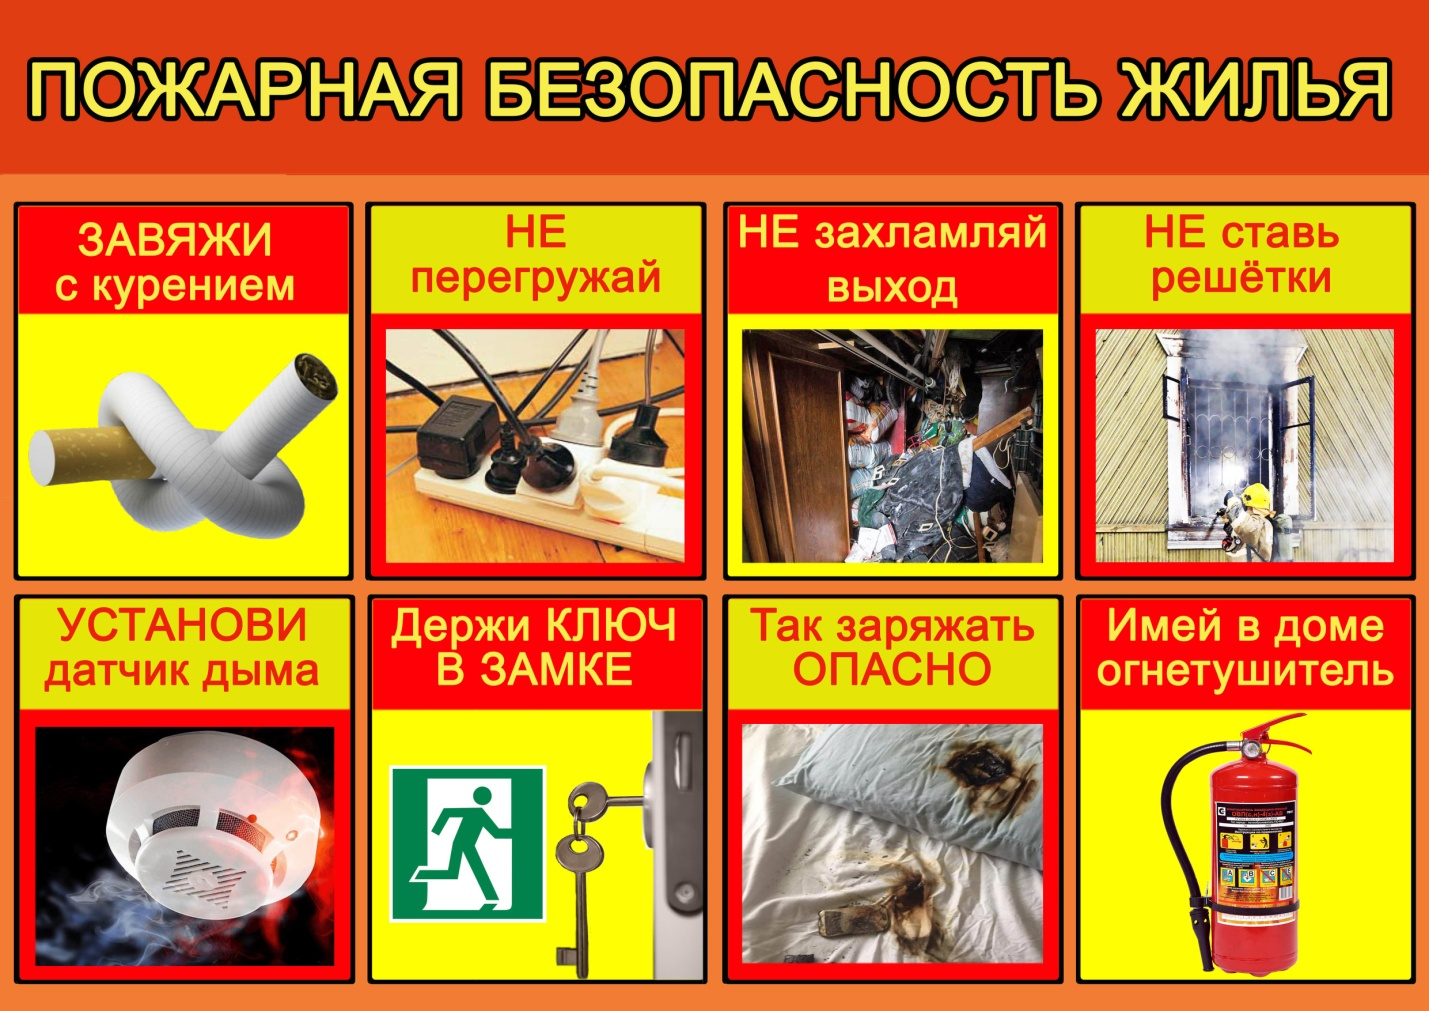 ПОЖАРНАЯ БЕЗОПАСНОСТЬ ЖИЛЬЯ
ЗАВЯЖИ
с курением
НЕ
перегружай
НЕ захламляй
выход
НЕ ставь
решётки
УСТАНОВИ
датчик дыма
Держи КЛЮЧ
В ЗАМКЕ
Так заряжать
ОПАСНО
Имей в доме
огнетушитель